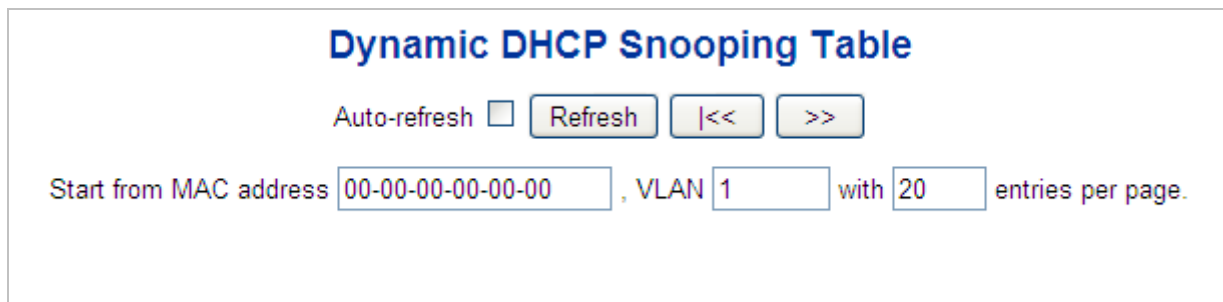 Dynamic DHCP Snooping Table
Auto-refresh Refresh |<< >>
Start from MAC address 00-00-00-00-00-00 , VLAN 1 with 20 entries per page.